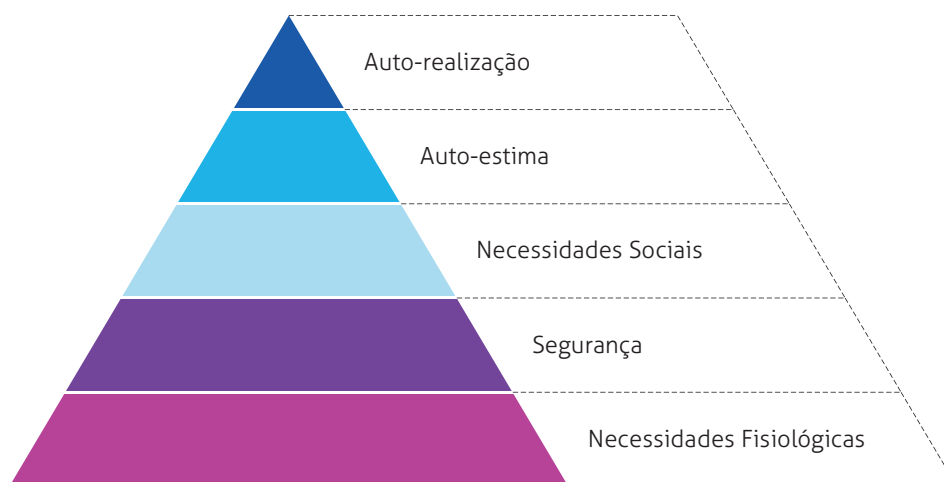 Auto-realização
Auto-estima
Necessidades Sociais
Segurança
Necessidades Fisiológicas